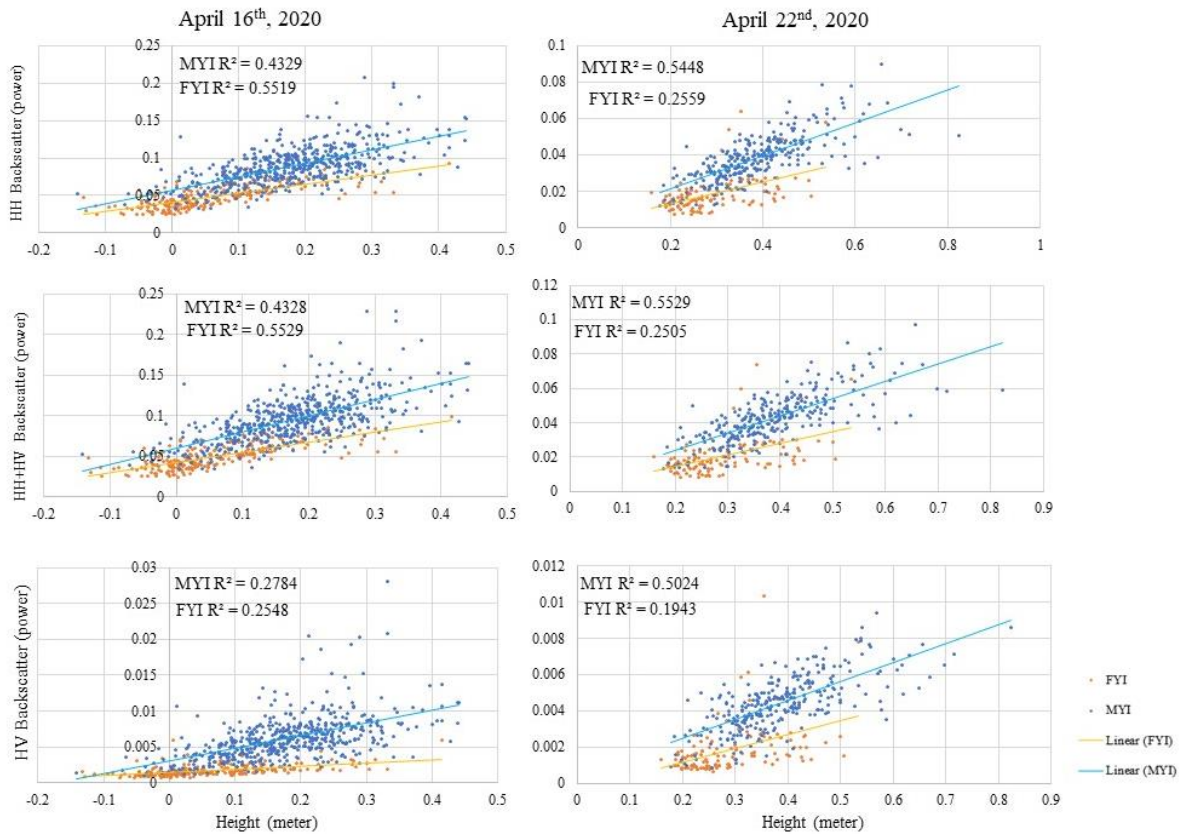 April 16th, 2020
April 22nd, 2020
HH Backscatter (power)
0.25
0.2
0.15
0.1
0.05
0
MYI R² = 0.4329
FYI R² = 0.5519
-0.2 -0.1 0 0.1 0.2 0.3 0.4 0.5
0.1
0.08
0.06
0.04
0.02
0
MYI R² = 0.5448
FYI R² = 0.2559
0 0.2 0.4 0.6 0.8 1
HH+HV Backscatter (power)
0.25
0.2
0.15
0.1
0.05
0
MYI R² = 0.4328
FYI R² = 0.5529
-0.2 -0.1 0 0.1 0.2 0.3 0.4 0.5
0.12
0.1
0.08
0.06
0.04
0.02
0
MYI R² = 0.5529
FYI R² = 0.2505
0 0.1 0.2 0.3 0.4 0.5 0.6 0.7 0.8 0.9
HV Backscatter (power)
0.03
0.025
0.02
0.015
0.01
0.005
0
MYI R² = 0.2784
FYI R² = 0.2548
-0.2 -0.1 0 0.1 0.2 0.3 0.4 0.5
Height (meter)
0.012
0.01
0.008
0.006
0.004
0.002
0
MYI R² = 0.5024
FYI R² = 0.1943
0 0.1 0.2 0.3 0.4 0.5 0.6 0.7 0.8 0.9
Height (meter)
FYI
MYI
Linear (FYI)
Linear (MYI)